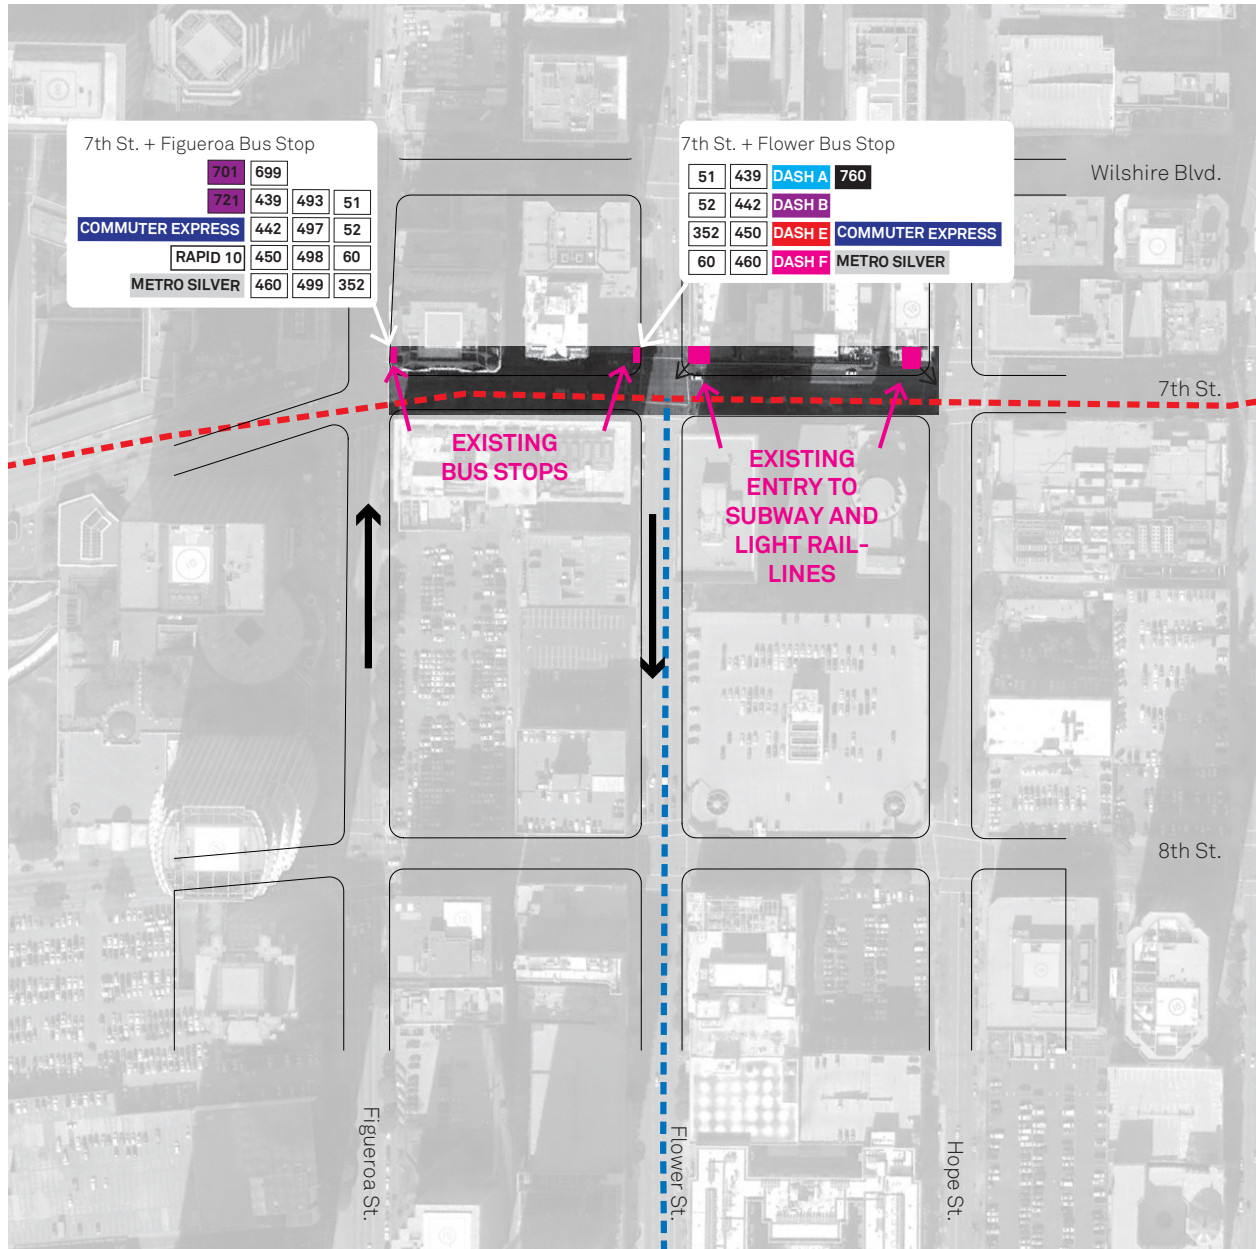 7th St. + Figueroa Bus Stop
701 699
721 439 493 51
COMMUTER EXPRESS 442 497 52
RAPID 10 450 498 60
METRO SILVER 460 499 352
7th St. + Flower Bus Stop
51 439 DASH A 760
52 442 DASH B
352 450 DASH E COMMUTER EXPRESS
60 460 DASH F METRO SILVER
Wilshire Blvd.
7th St.
EXISTING
BUS STOPS
EXISTING
ENTRY TO
SUBWAY AND
LIGHT RAIL-
LINES
8th St.
Figueroa St.
Flower St.
Hope St.